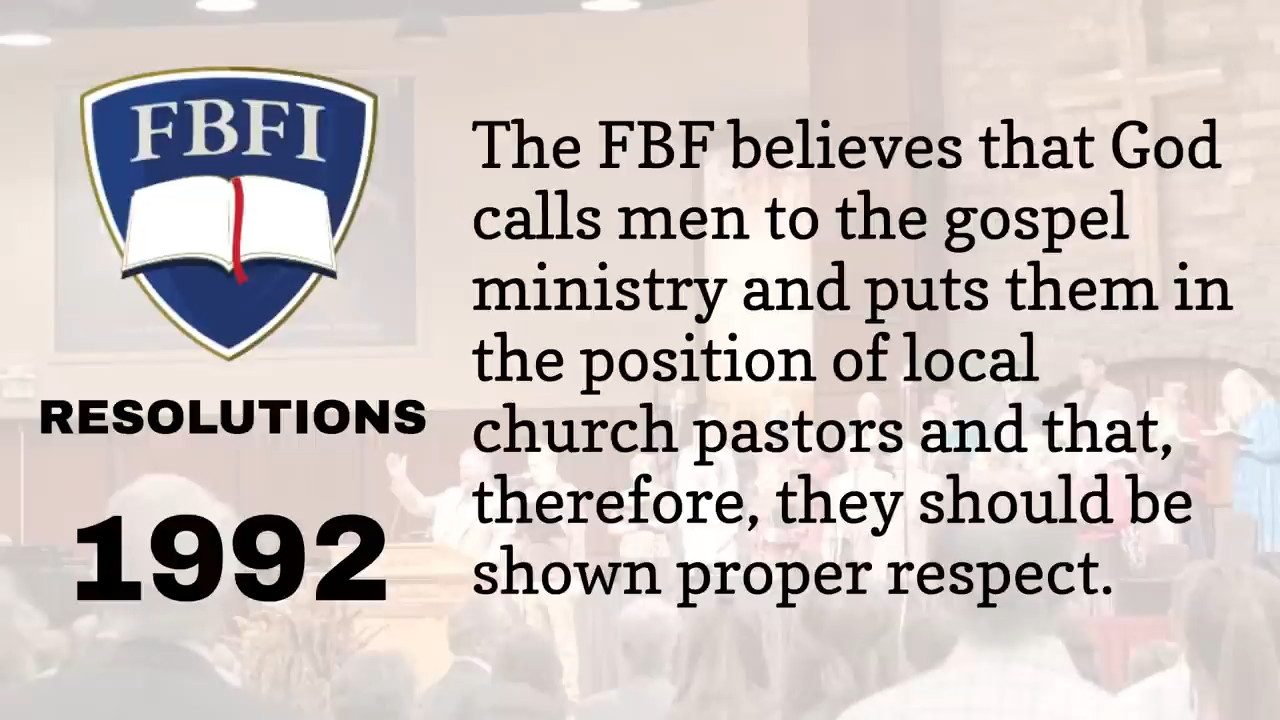 FBFI
RESOLUTIONS
1992
The FBF believes that God
calls men to the gospel
ministry and puts them in
the position of local
church pastors and that,
therefore, they should be
shown proper respect.